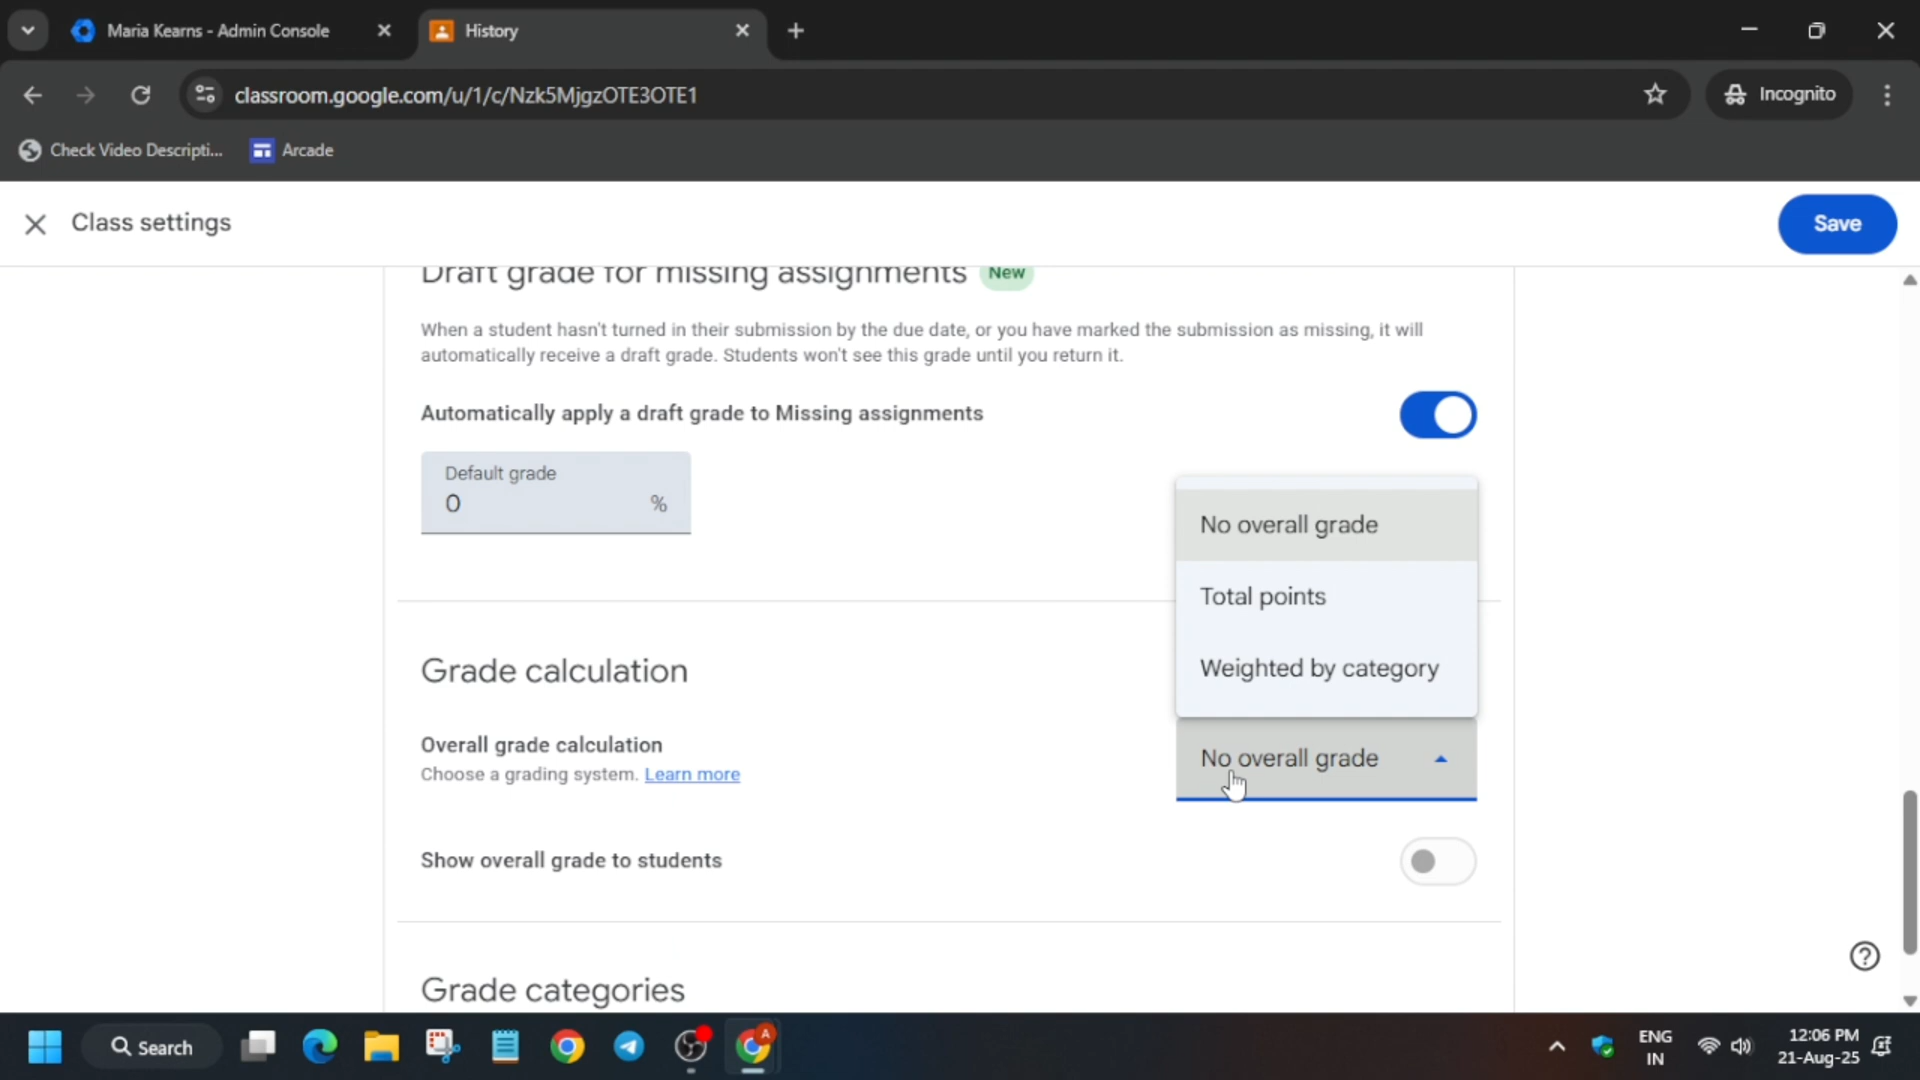 Maria Kearns - Admin Console
History
classroom.google.com/u/1/c/Nzk5MjgzOTE3OTE1
Incognito
Check Video Descripti...
Arcade
Class settings
Save
Draft grade for missing assignments New
When a student hasn't turned in their submission by the due date, or you have marked the submission as missing, it will
automatically receive a draft grade. Students won't see this grade until you return it.
Automatically apply a draft grade to Missing assignments
Default grade
0 %
No overall grade
Total points
Weighted by category
Grade calculation
Overall grade calculation
Choose a grading system. Learn more
No overall grade
Show overall grade to students
Grade categories
Search
A
ENG
IN
12:06 PM
21-Aug-25